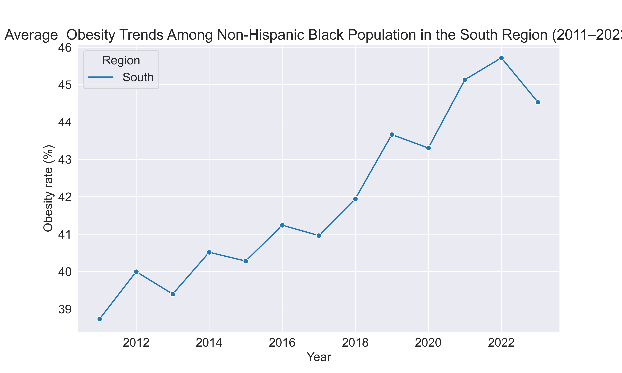 Average Obesity Trends Among Non-Hispanic Black Population in the South Region (2011–202
46
45
44
43
42
41
40
39
Obesity rate (%)
Region
South
2012 2014 2016 2018 2020 2022
Year